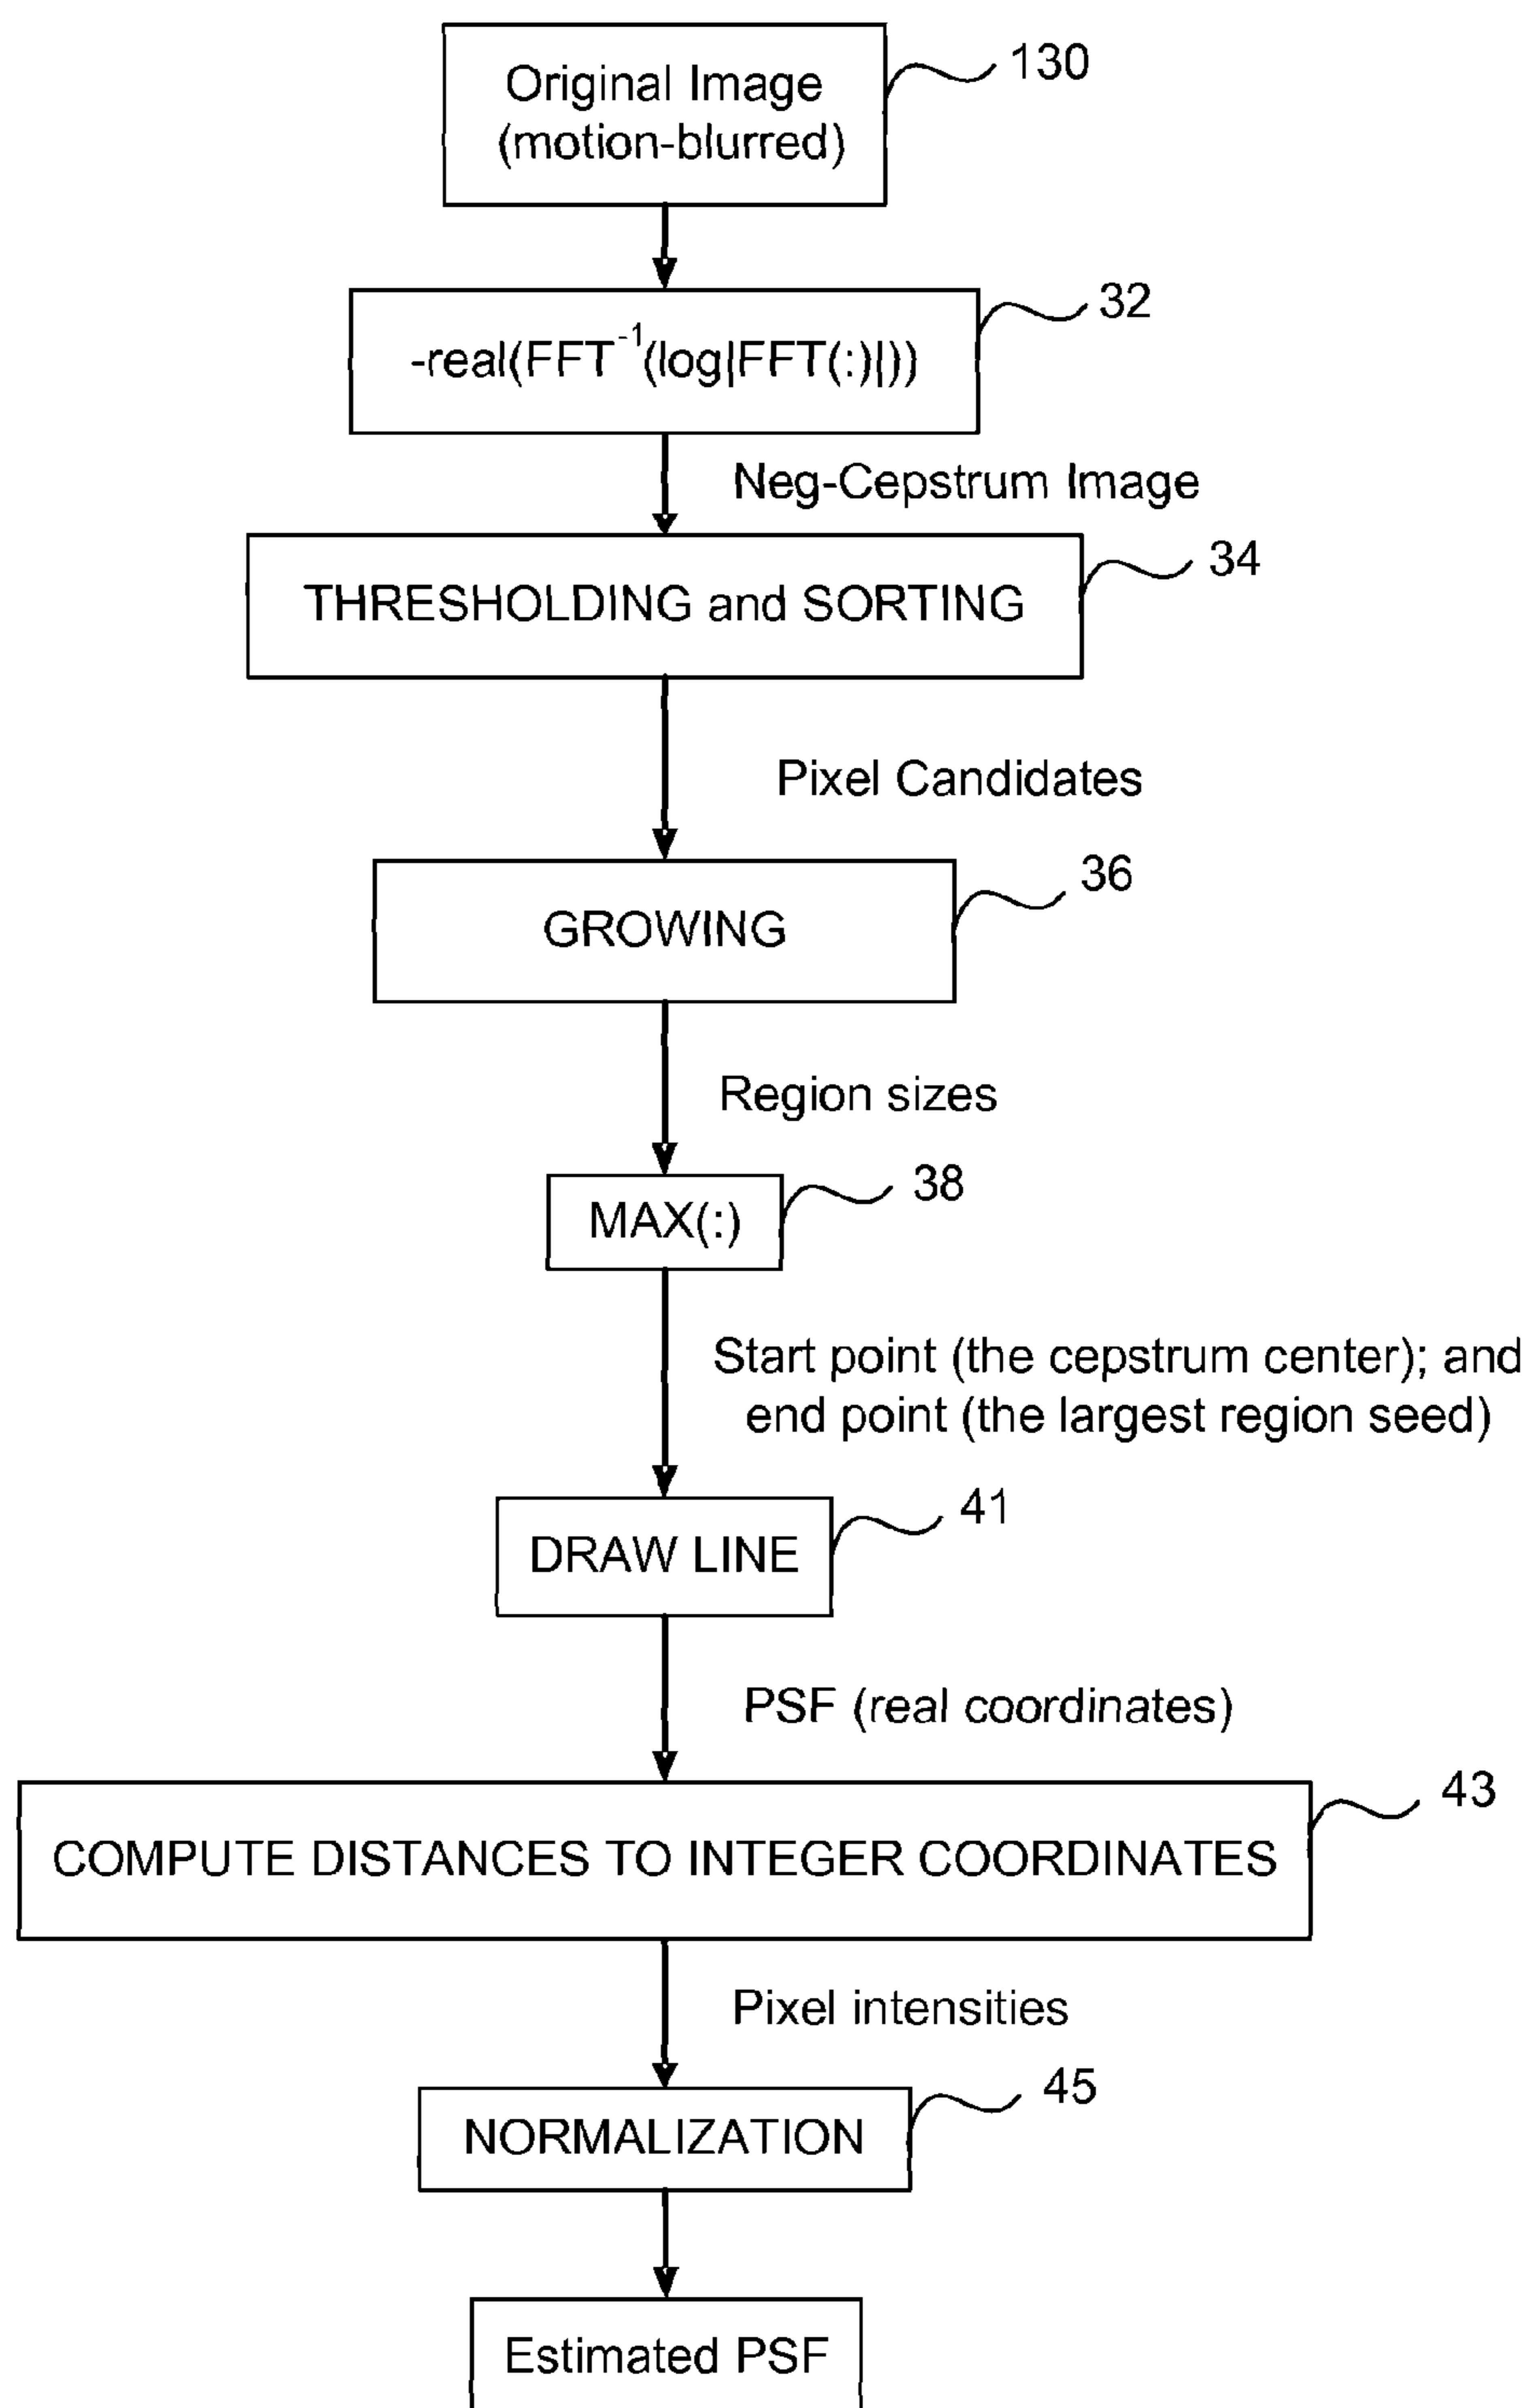 Original Image
(motion-blurred)
130
-real(FFT⁻¹(log|FFT(:)|))
32
Neg-Cepstrum Image
THRESHOLDING and SORTING
34
Pixel Candidates
GROWING
36
Region sizes
MAX(:)
38
Start point (the cepstrum center); and
end point (the largest region seed)
DRAW LINE
41
PSF (real coordinates)
COMPUTE DISTANCES TO INTEGER COORDINATES
43
Pixel intensities
NORMALIZATION
45
Estimated PSF